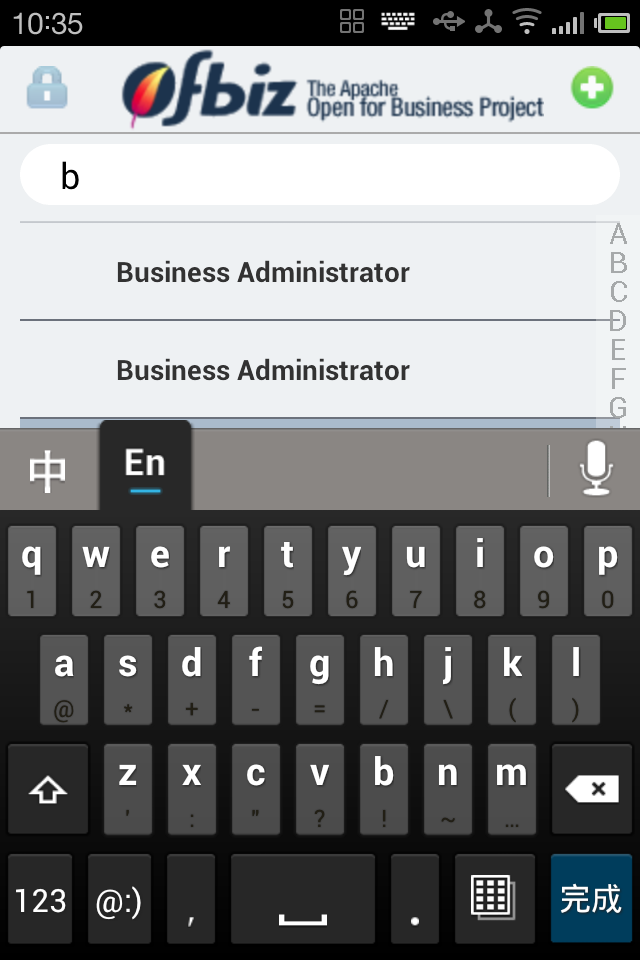 10:35
Ofbiz The Apache
Open for Business Project
b
Business Administrator
Business Administrator
A
B
C
D
E
F
G
中 En
q w e r t y u i o p
1 2 3 4 5 6 7 8 9 0
a s d f g h j k l
@ * + - = / \ ( )
z x c v b n m
' : " ? ! ~ …
123 @:) , . 完成